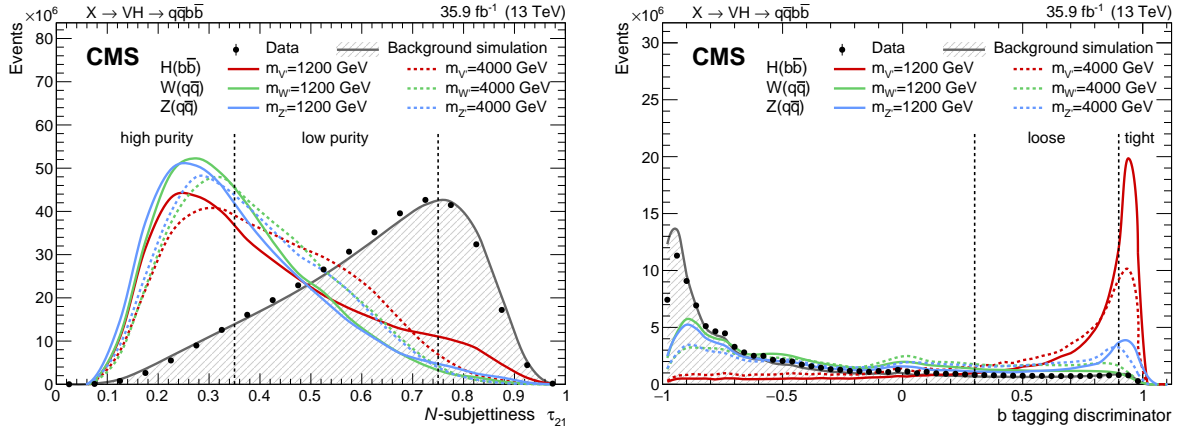 X → VH → qq̅bb̅ 35.9 fb⁻¹ (13 TeV)
×10⁶
Events
CMS
Data Background simulation
H(bb̅) m_V'=1200 GeV m_V'=4000 GeV
W(qq̅) m_W'=1200 GeV m_W'=4000 GeV
Z(qq̅) m_Z'=1200 GeV m_Z'=4000 GeV
high purity low purity
80
70
60
50
40
30
20
10
0
0 0.1 0.2 0.3 0.4 0.5 0.6 0.7 0.8 0.9 1
N-subjettiness τ₂₁
X → VH → qq̅bb̅ 35.9 fb⁻¹ (13 TeV)
×10⁶
Events
CMS
Data Background simulation
H(bb̅) m_V'=1200 GeV m_V'=4000 GeV
W(qq̅) m_W'=1200 GeV m_W'=4000 GeV
Z(qq̅) m_Z'=1200 GeV m_Z'=4000 GeV
loose tight
30
25
20
15
10
5
0
−1 −0.5 0 0.5 1
b tagging discriminator